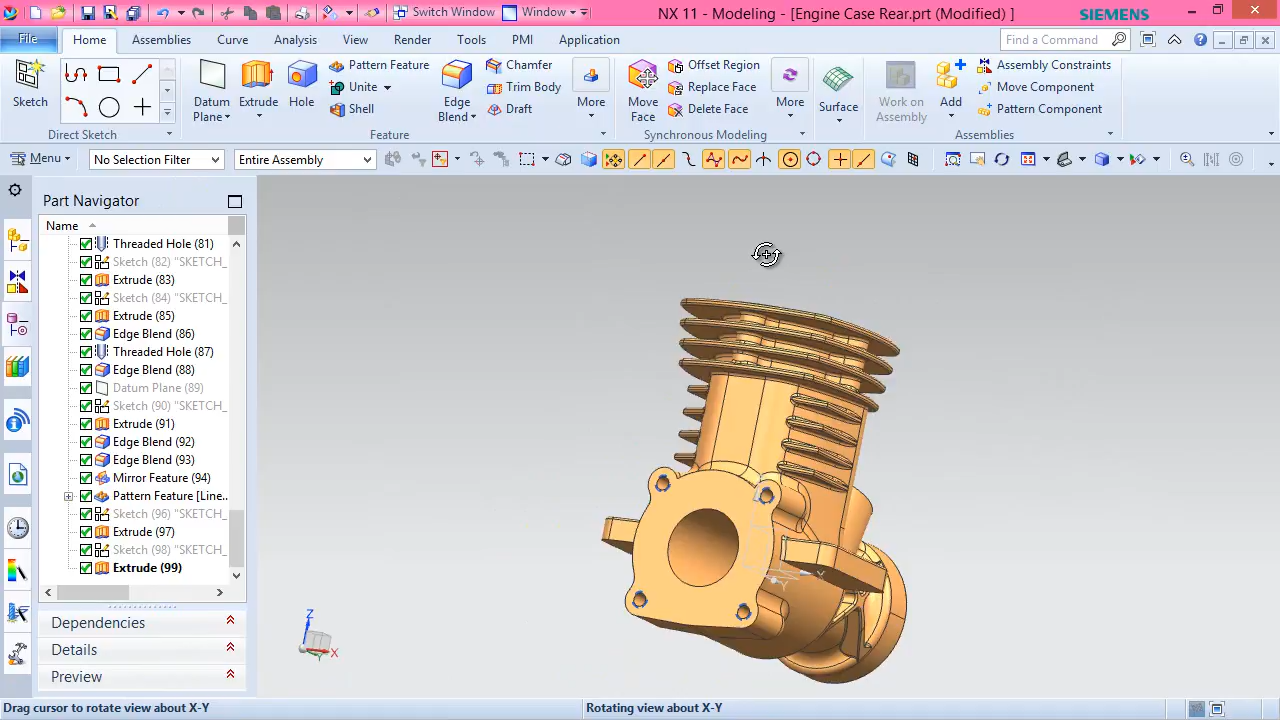 Switch Window Window NX 11 - Modeling - [Engine Case Rear.prt (Modified) ] SIEMENS
File Home Assemblies Curve Analysis View Render Tools PMI Application Find a Command
Sketch
Direct Sketch
Datum Plane Extrude Hole
Pattern Feature
Unite
Shell
Edge Blend
Chamfer
Trim Body
Draft
More
Feature
Move Face
Offset Region
Replace Face
Delete Face
More
Synchronous Modeling
Surface
Work on Assembly
Add
Assembly Constraints
Move Component
Pattern Component
Assemblies
Menu No Selection Filter Entire Assembly
Part Navigator
Name
Threaded Hole (81)
Sketch (82) "SKETCH_
Extrude (83)
Sketch (84) "SKETCH_
Extrude (85)
Edge Blend (86)
Threaded Hole (87)
Edge Blend (88)
Datum Plane (89)
Sketch (90) "SKETCH_
Extrude (91)
Edge Blend (92)
Edge Blend (93)
Mirror Feature (94)
Pattern Feature [Line..
Sketch (96) "SKETCH_
Extrude (97)
Sketch (98) "SKETCH_
Extrude (99)
Dependencies
Details
Preview
Z
X
Drag cursor to rotate view about X-Y Rotating view about X-Y